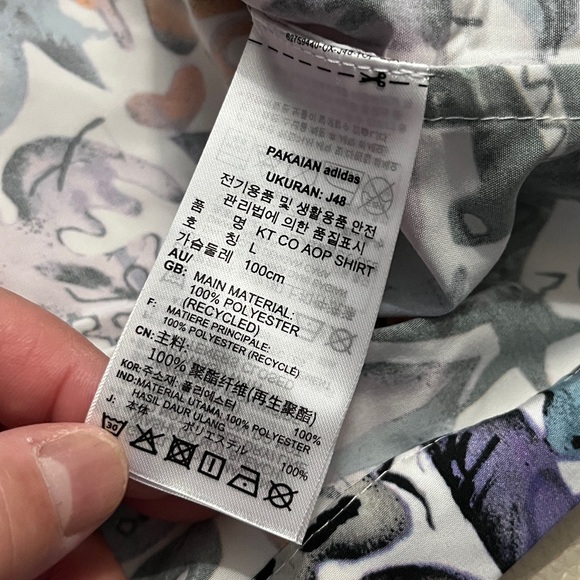 PAKAIAN adidas
UKURAN: J48
전기용품 및 생활용품 안전
관리법에 의한 품질표시
품 명 KT CO AOP SHIRT
호 칭 L
가슴둘레 100cm
AU/
GB: MAIN MATERIAL:
100% POLYESTER
(RECYCLED)
F: MATIERE PRINCIPALE:
100% POLYESTER (RECYCLÉ)
CN: 主料:
100% 聚酯纤维(再生聚酯)
KOR: 주소재: 폴리에스터 100%
IND: MATERIAL UTAMA: 100% POLYESTER
HASIL DAUR ULANG
J: 本体
ポリエステル 100%
30